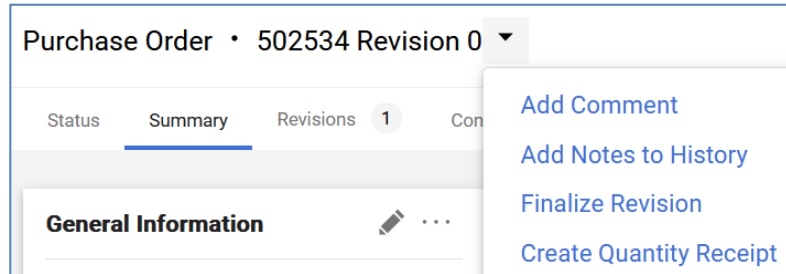 Purchase Order • 502534 Revision 0
Status Summary Revisions 1 Con
Add Comment
Add Notes to History
Finalize Revision
Create Quantity Receipt
General Information ...